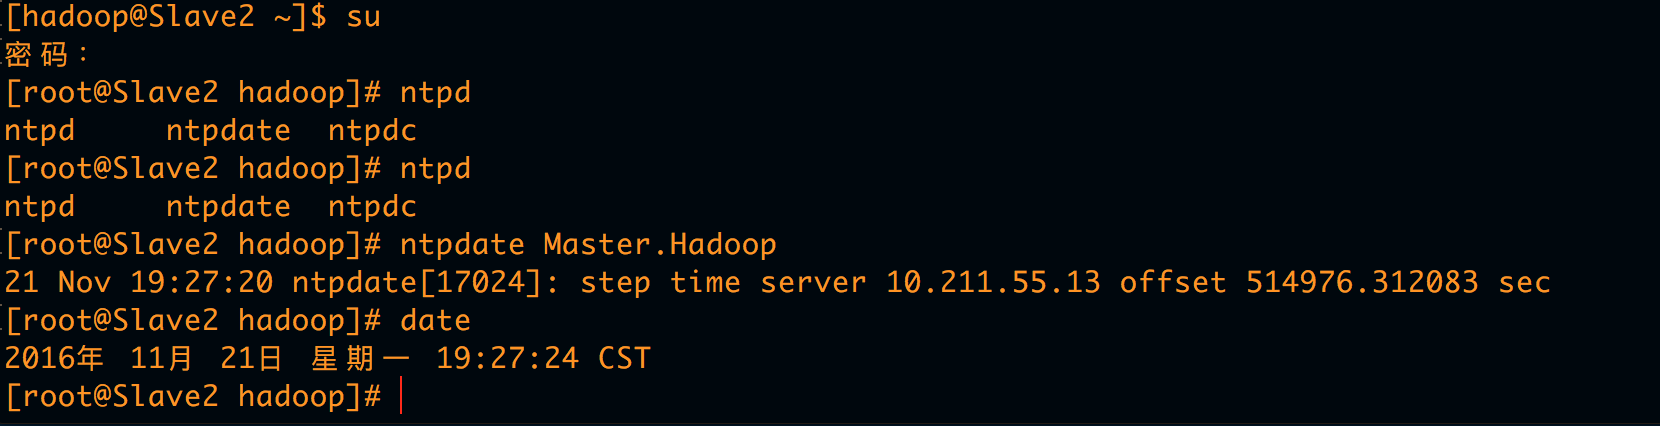 [hadoop@Slave2 ~]$ su
密码：
[root@Slave2 hadoop]# ntpd
ntpd     ntpdate  ntpdc
[root@Slave2 hadoop]# ntpd
ntpd     ntpdate  ntpdc
[root@Slave2 hadoop]# ntpdate Master.Hadoop
21 Nov 19:27:20 ntpdate[17024]: step time server 10.211.55.13 offset 514976.312083 sec
[root@Slave2 hadoop]# date
2016年 11月 21日 星期一 19:27:24 CST
[root@Slave2 hadoop]#